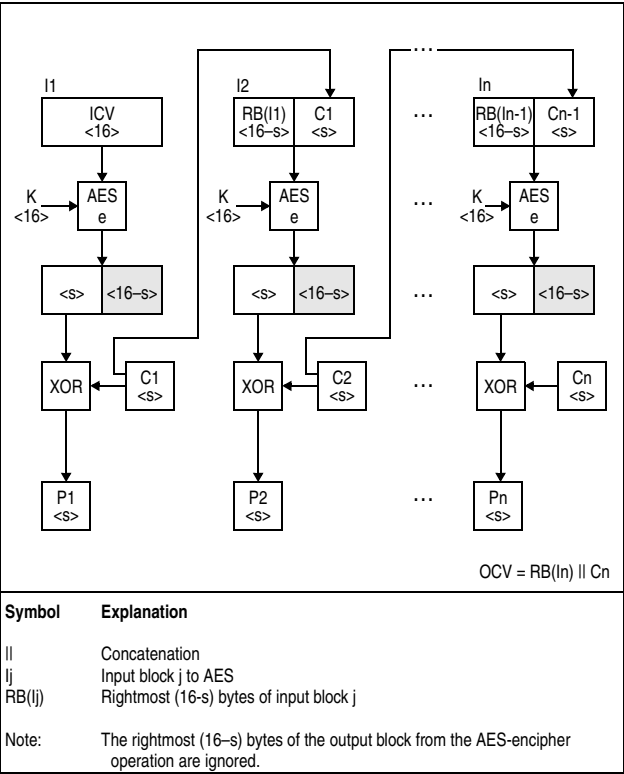 ...
I1 I2 In
ICV
<16>
RB(I1) C1
<16–s> <s>
... RB(In-1) Cn-1
<16–s> <s>
K AES K AES ... K AES
<16> e <16> e <16> e
<s> <16–s> <s> <16–s> ... <s> <16–s>
XOR C1 XOR C2 ... XOR Cn
<s> <s> <s>
P1 P2 ... Pn
<s> <s> <s>
OCV = RB(In) || Cn
Symbol Explanation
|| Concatenation
Ij Input block j to AES
RB(Ij) Rightmost (16-s) bytes of input block j
Note: The rightmost (16–s) bytes of the output block from the AES-encipher
operation are ignored.